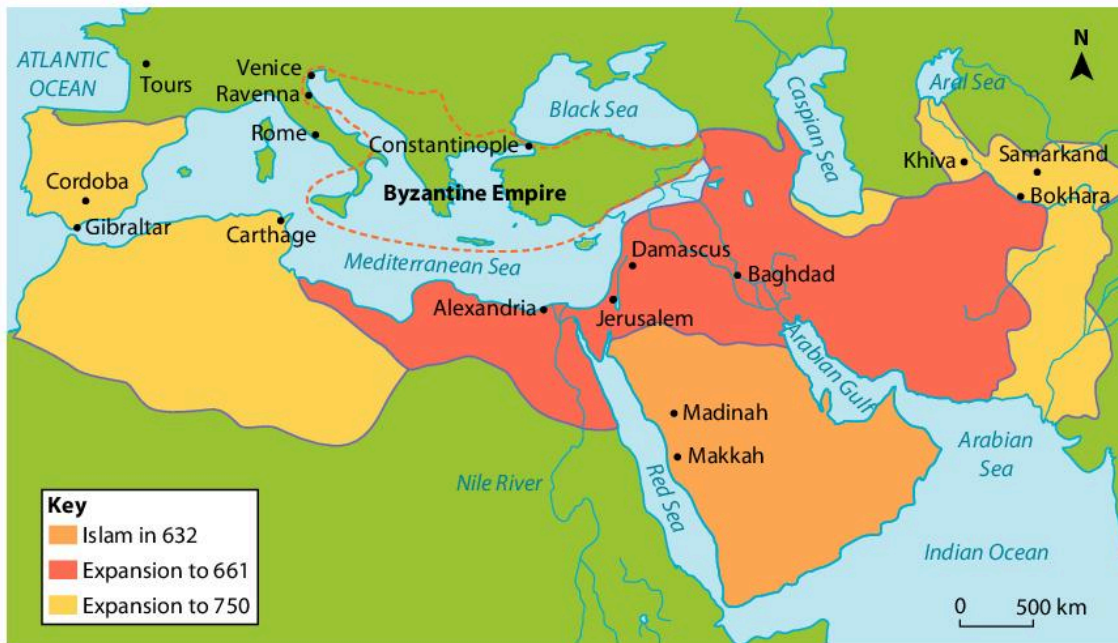 ATLANTIC
OCEAN
Tours
Venice
Ravenna
Rome
Constantinople
Black Sea
Caspian Sea
Aral Sea
N
Khiva
Samarkand
Bokhara
Byzantine Empire
Cordoba
Gibraltar
Carthage
Mediterranean Sea
Damascus
Baghdad
Alexandria
Jerusalem
Arabian Gulf
Madinah
Makkah
Arabian
Sea
Nile River
Red Sea
Indian Ocean
Key
Islam in 632
Expansion to 661
Expansion to 750
0 500 km